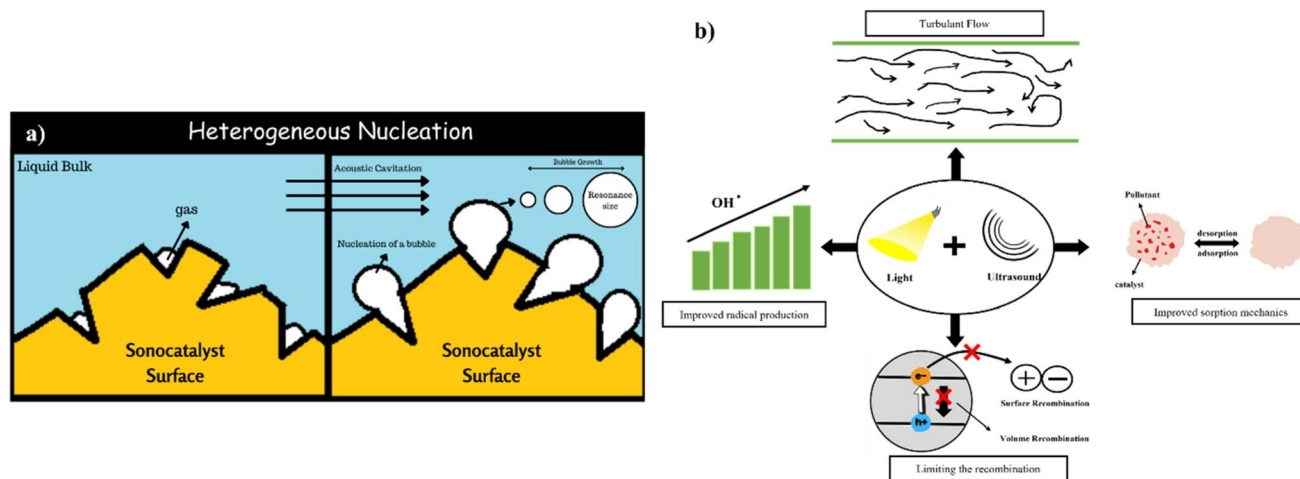 a)
Heterogeneous Nucleation
Liquid Bulk
gas
Sonocatalyst
Surface
Acoustic Cavitation
Bubble Growth
Resonance
size
Nucleation of a bubble
Sonocatalyst
Surface
b)
Turbulant Flow
OH•
Improved radical production
Light
+
Ultrasound
Pollutant
desorption
adsorption
catalyst
Improved sorption mechanics
e-
h+
+ −
Surface Recombination
Volume Recombination
Limiting the recombination